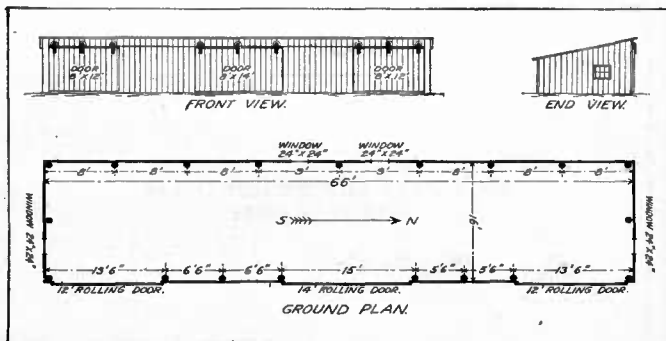 DOOR
8'X12'
DOOR
8'X14'
DOOR
8'X12'
FRONT VIEW.
END VIEW.
WINDOW
24"X24"
WINDOW
24"X24"
8' 8' 8' 9' 9' 8' 8' 8'
66'
16'
S N
WINDOW 24"X24"
WINDOW 24"X24"
13'6" 6'6" 6'6" 15' 5'6" 5'6" 13'6"
12' ROLLING DOOR. 14' ROLLING DOOR. 12' ROLLING DOOR.
GROUND PLAN.